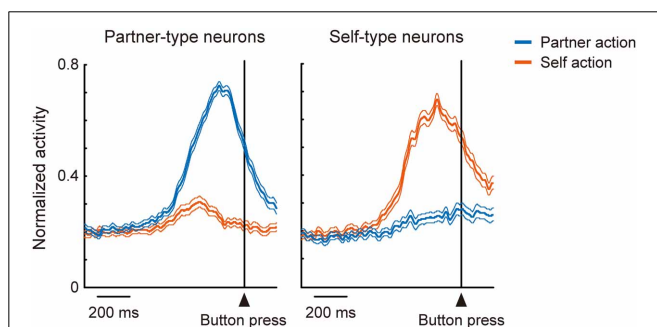 Partner-type neurons
Self-type neurons
Partner action
Self action
Normalized activity
0.8
0.4
0
200 ms
Button press
200 ms
Button press